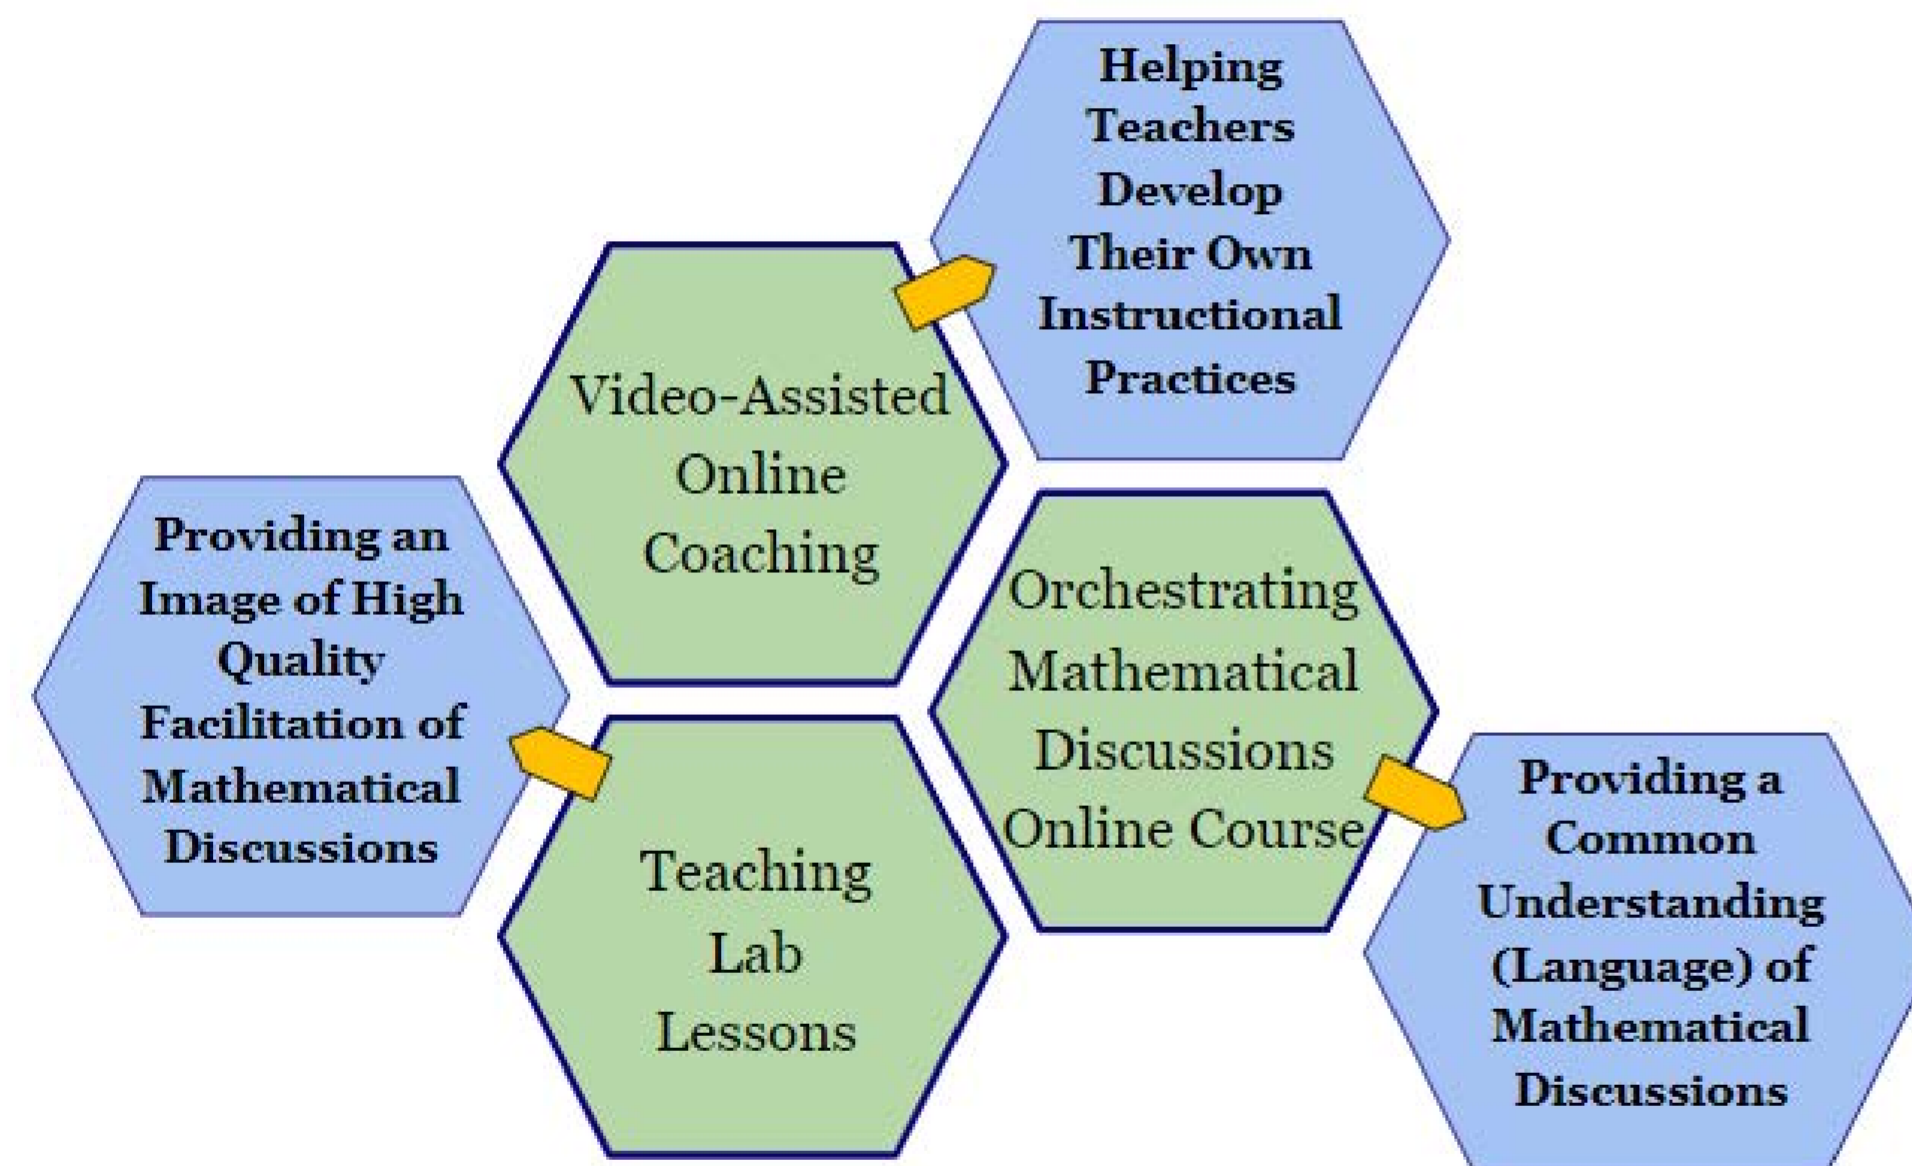 Helping
Teachers
Develop
Their Own
Instructional
Practices
Video-Assisted
Online
Coaching
Providing an
Image of High
Quality
Facilitation of
Mathematical
Discussions
Orchestrating
Mathematical
Discussions
Online Course
Teaching
Lab
Lessons
Providing a
Common
Understanding
(Language) of
Mathematical
Discussions